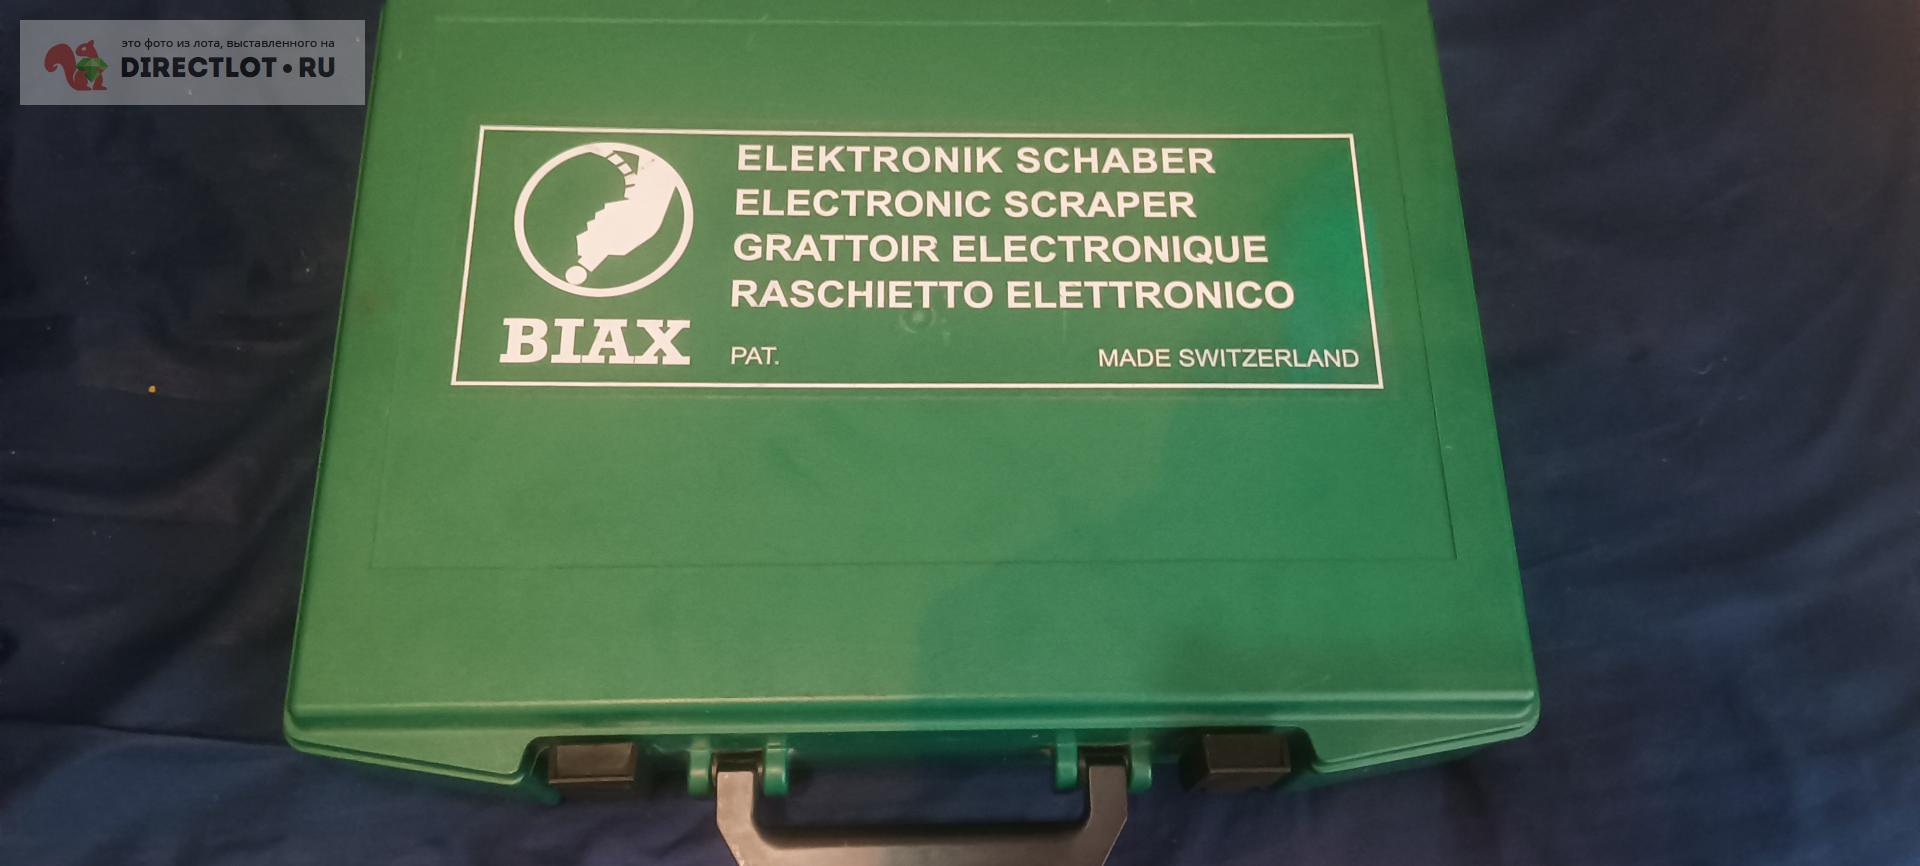 это фото из лота, выставленного на
DIRECTLOT•RU
ELEKTRONIK SCHABER
ELECTRONIC SCRAPER
GRATTOIR ELECTRONIQUE
RASCHIETTO ELETTRONICO
BIAX
PAT.
MADE SWITZERLAND